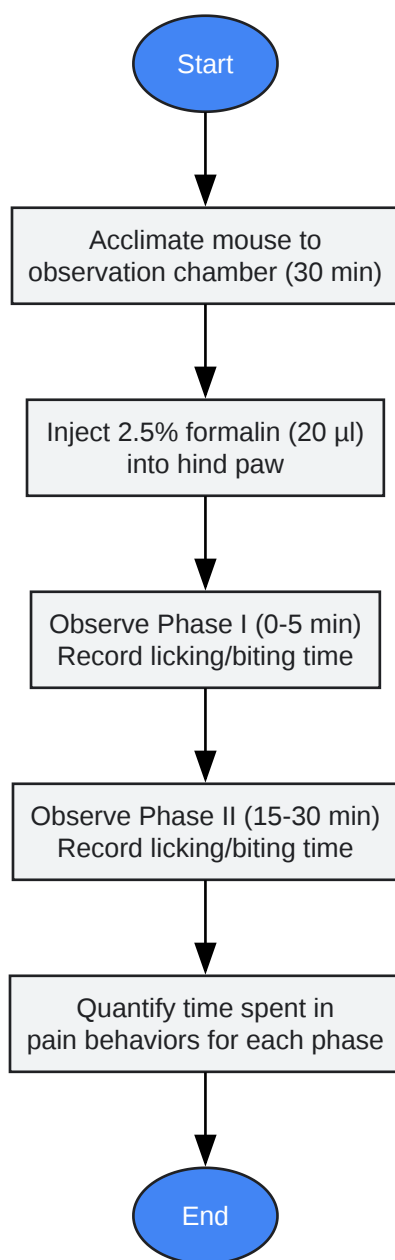 Start
Acclimate mouse to
observation chamber (30 min)
Inject 2.5% formalin (20 µl)
into hind paw
Observe Phase I (0-5 min)
Record licking/biting time
Observe Phase II (15-30 min)
Record licking/biting time
Quantify time spent in
pain behaviors for each phase
End